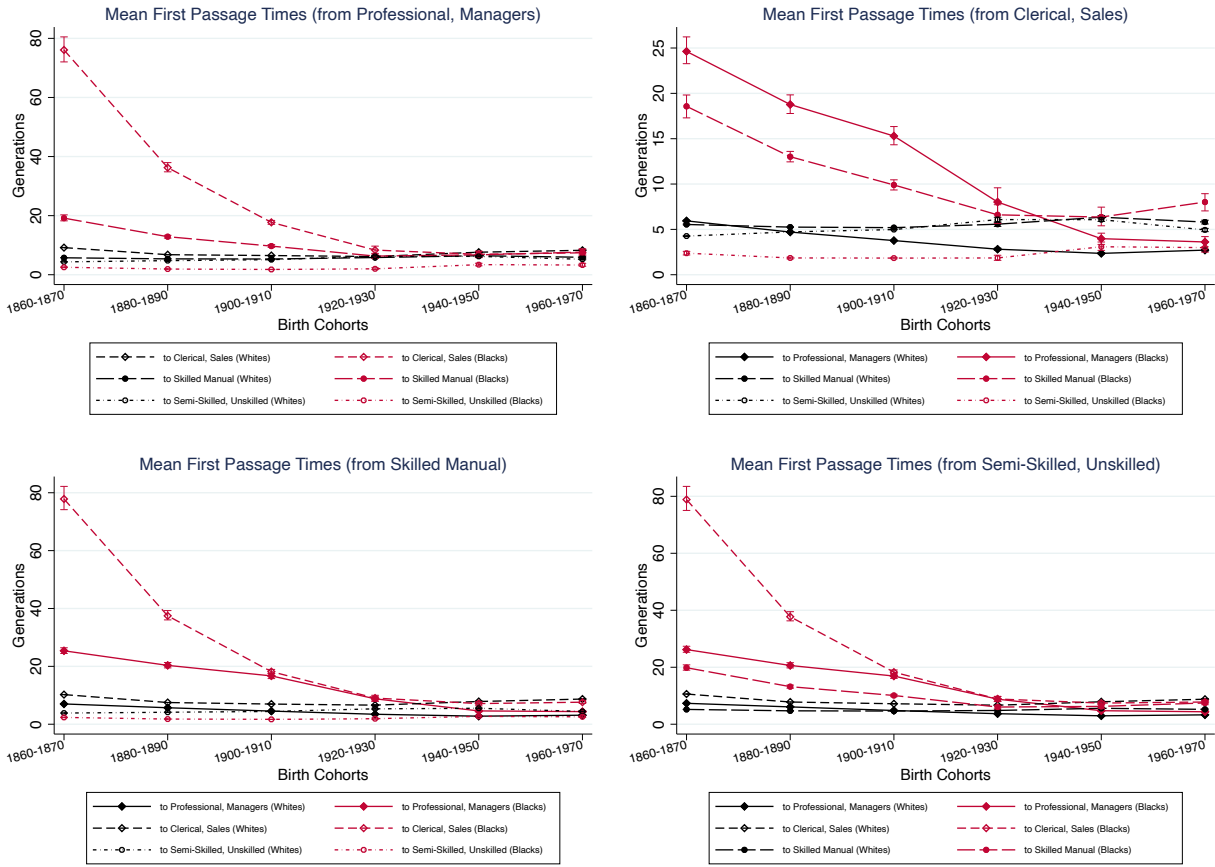 Mean First Passage Times (from Professional, Managers)
Generations
80
60
40
20
0
1860-1870
1880-1890
1900-1910
1920-1930
1940-1950
1960-1970
Birth Cohorts
to Clerical, Sales (Whites)
to Clerical, Sales (Blacks)
to Skilled Manual (Whites)
to Skilled Manual (Blacks)
to Semi-Skilled, Unskilled (Whites)
to Semi-Skilled, Unskilled (Blacks)
Mean First Passage Times (from Clerical, Sales)
Generations
25
20
15
10
5
0
1860-1870
1880-1890
1900-1910
1920-1930
1940-1950
1960-1970
Birth Cohorts
to Professional, Managers (Whites)
to Professional, Managers (Blacks)
to Skilled Manual (Whites)
to Skilled Manual (Blacks)
to Semi-Skilled, Unskilled (Whites)
to Semi-Skilled, Unskilled (Blacks)
Mean First Passage Times (from Skilled Manual)
Generations
80
60
40
20
0
1860-1870
1880-1890
1900-1910
1920-1930
1940-1950
1960-1970
Birth Cohorts
to Professional, Managers (Whites)
to Professional, Managers (Blacks)
to Clerical, Sales (Whites)
to Clerical, Sales (Blacks)
to Semi-Skilled, Unskilled (Whites)
to Semi-Skilled, Unskilled (Blacks)
Mean First Passage Times (from Semi-Skilled, Unskilled)
Generations
80
60
40
20
0
1860-1870
1880-1890
1900-1910
1920-1930
1940-1950
1960-1970
Birth Cohorts
to Professional, Managers (Whites)
to Professional, Managers (Blacks)
to Clerical, Sales (Whites)
to Clerical, Sales (Blacks)
to Skilled Manual (Whites)
to Skilled Manual (Blacks)